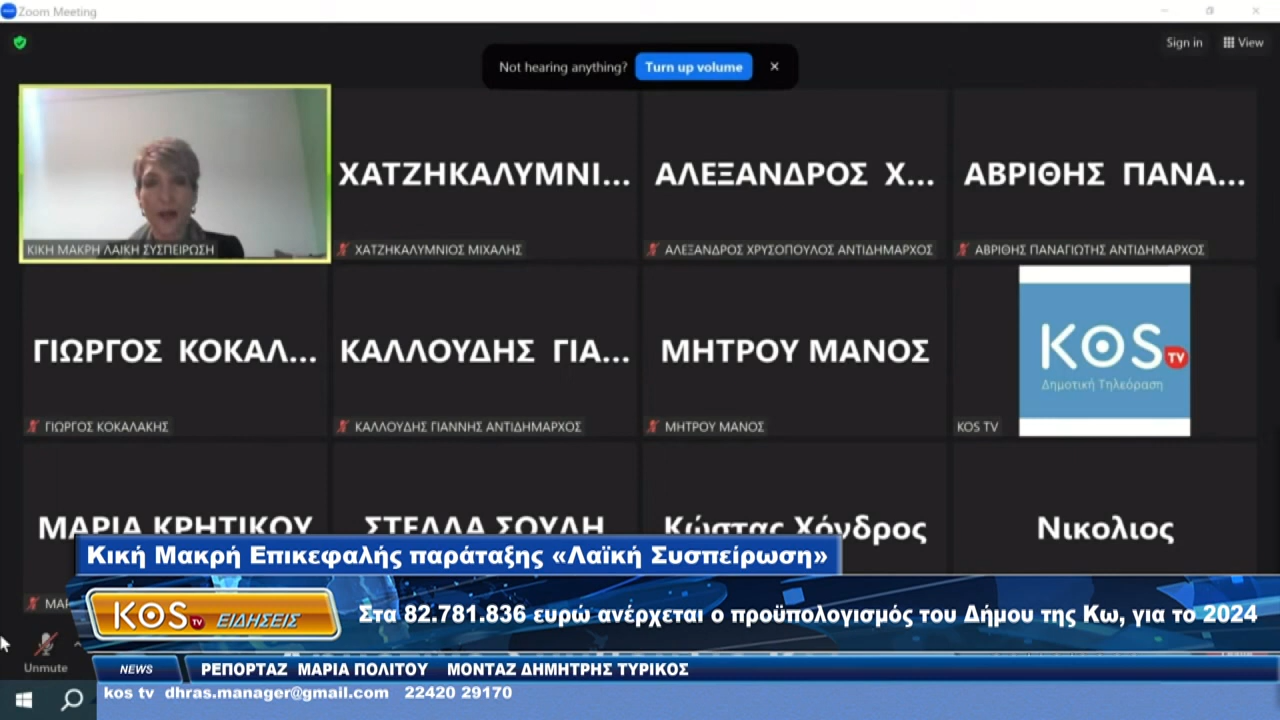 Zoom Meeting
Sign in
View
Not hearing anything?
Turn up volume
ΚΙΚΗ ΜΑΚΡΗ ΛΑΙΚΗ ΣΥΣΠΕΙΡΩΣΗ
ΧΑΤΖΗΚΑΛΥΜΝΙ...
ΧΑΤΖΗΚΑΛΥΜΝΙΟΣ ΜΙΧΑΛΗΣ
ΑΛΕΞΑΝΔΡΟΣ Χ...
ΑΛΕΞΑΝΔΡΟΣ ΧΡΥΣΟΠΟΥΛΟΣ ΑΝΤΙΔΗΜΑΡΧΟΣ
ΑΒΡΙΘΗΣ ΠΑΝΑ...
ΑΒΡΙΘΗΣ ΠΑΝΑΓΙΩΤΗΣ ΑΝΤΙΔΗΜΑΡΧΟΣ
ΓΙΩΡΓΟΣ ΚΟΚΑΛ...
ΓΙΩΡΓΟΣ ΚΟΚΑΛΑΚΗΣ
ΚΑΛΛΟΥΔΗΣ ΓΙΑ...
ΚΑΛΛΟΥΔΗΣ ΓΙΑΝΝΗΣ ΑΝΤΙΔΗΜΑΡΧΟΣ
ΜΗΤΡΟΥ ΜΑΝΟΣ
ΜΗΤΡΟΥ ΜΑΝΟΣ
KOS TV
Δημοτική Τηλεόραση
KOS TV
ΜΑΡΙΑ ΚΡΗΤΙΚΟΥ
ΣΤΕΛΛΑ ΣΟΥΛΗ
Κώστας Χόνδρος
Νικολιος
Κική Μακρή Επικεφαλής παράταξης «Λαϊκή Συσπείρωση»
KOS TV ΕΙΔΗΣΕΙΣ
Στα 82.781.836 ευρώ ανέρχεται ο προϋπολογισμός του Δήμου της Κω, για το 2024
Unmute
NEWS
ΡΕΠΟΡΤΑΖ ΜΑΡΙΑ ΠΟΛΙΤΟΥ ΜΟΝΤΑΖ ΔΗΜΗΤΡΗΣ ΤΥΡΙΚΟΣ
kos tv dhras.manager@gmail.com 22420 29170